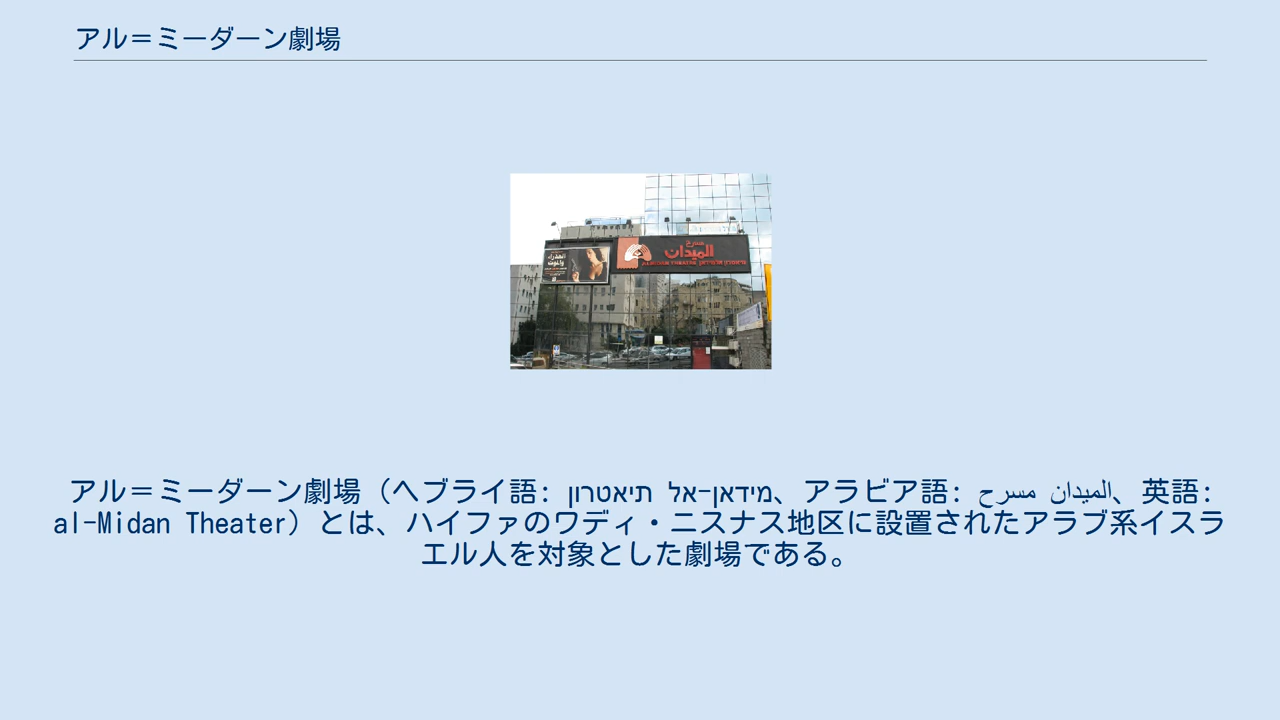 アル＝ミーダーン劇場
مسرح
الميدان
العذراء
والموت
アル＝ミーダーン劇場（ヘブライ語: תיאטרון אל-מידאן、アラビア語: الميدان مسرح、英語:
al-Midan Theater）とは、ハイファのワディ・ニスナス地区に設置されたアラブ系イスラ
エル人を対象とした劇場である。